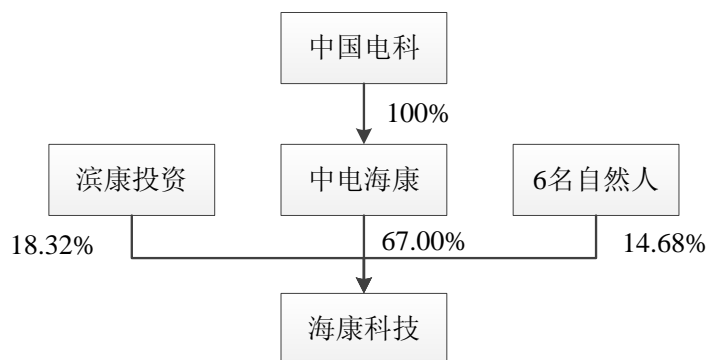 中国电科
100%
滨康投资
中电海康
6名自然人
18.32%
67.00%
14.68%
海康科技